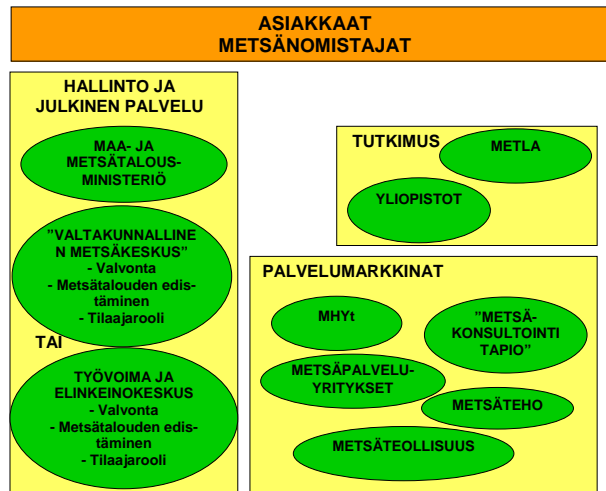 ASIAKKAAT
METSÄNOMISTAJAT
HALLINTO JA
JULKINEN PALVELU
MAA- JA
METSÄTALOUS-
MINISTERIÖ
”VALTAKUNNALLINE
N METSÄKESKUS”
- Valvonta
- Metsätalouden edis-
täminen
- Tilaajarooli
TAI
TYÖVOIMA JA
ELINKEINOKESKUS
- Valvonta
- Metsätalouden edis-
täminen
- Tilaajarooli
TUTKIMUS
METLA
YLIOPISTOT
PALVELUMARKKINAT
MHYt
”METSÄ-
KONSULTOINTI
TAPIO”
METSÄPALVELU-
YRITYKSET
METSÄTEHO
METSÄTEOLLISUUS